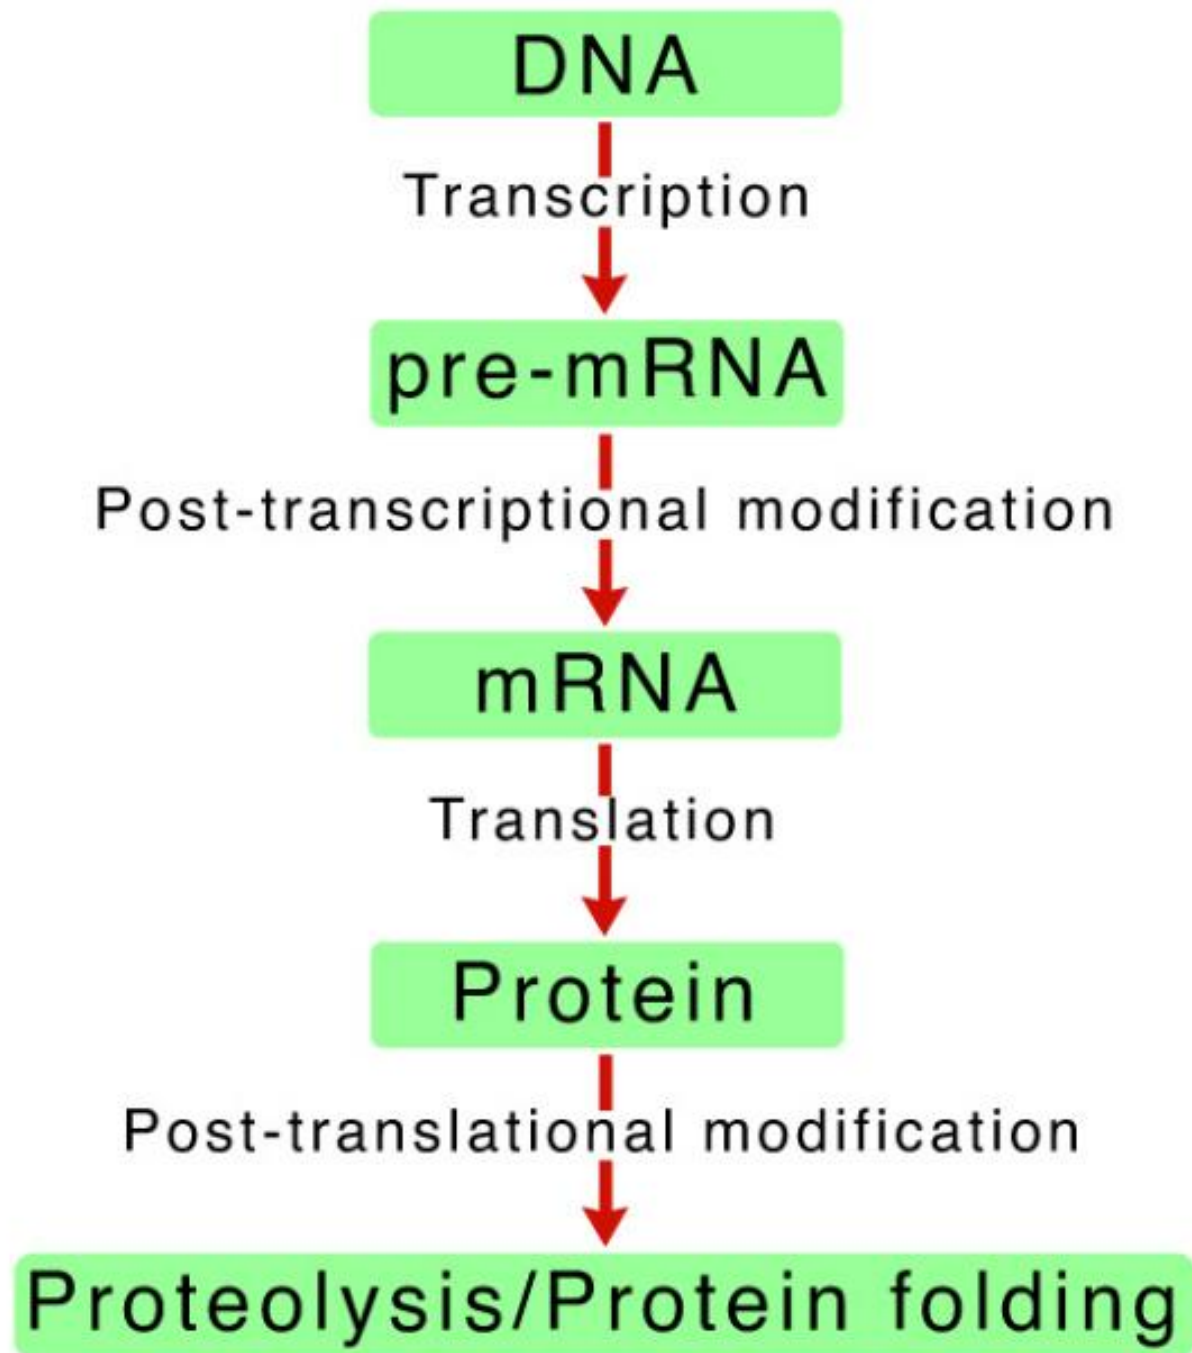 DNA
Transcription
pre-mRNA
Post-transcriptional modification
mRNA
Translation
Protein
Post-translational modification
Proteolysis/Protein folding